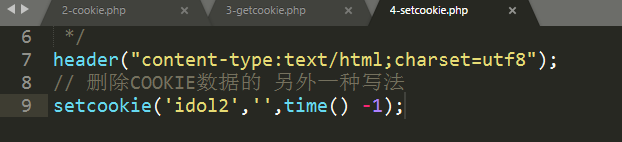 2-cookie.php × 3-getcookie.php × 4-setcookie.php ×
6 */
7 header("content-type:text/html;charset=utf8");
8 // 删除COOKIE数据的 另外一种写法
9 setcookie('idol2','',time() -1);